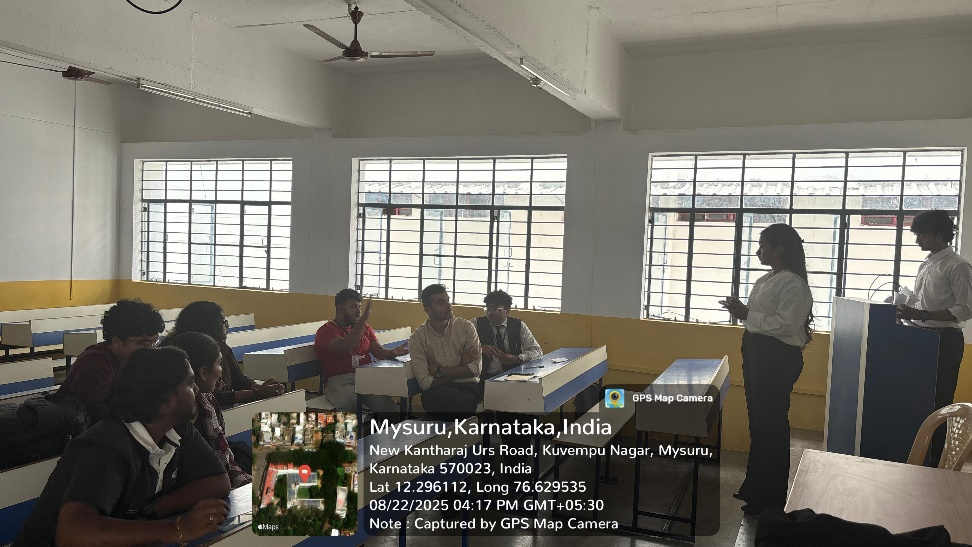 GPS Map Camera
Mysuru,Karnataka,India
New Kantharaj Urs Road, Kuvempu Nagar, Mysuru,
Karnataka 570023, India
Lat 12.296112, Long 76.629535
08/22/2025 04:17 PM GMT+05:30
Note : Captured by GPS Map Camera
Maps